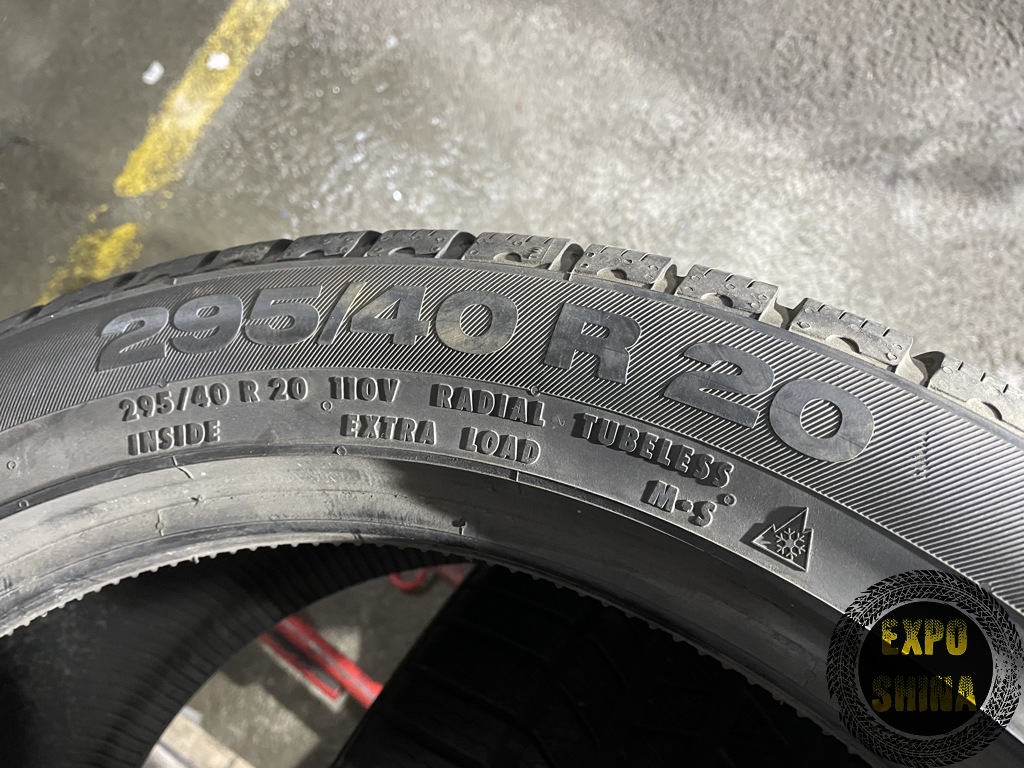 295/40 R 20
295/40 R 20 110V RADIAL TUBELESS
INSIDE EXTRA LOAD M•S
EXPO
SHINA